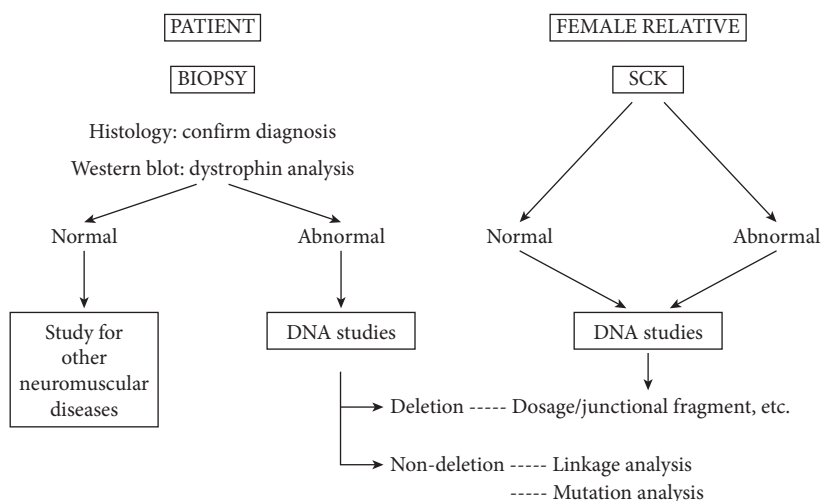 PATIENT
FEMALE RELATIVE
BIOPSY
SCK
Histology: confirm diagnosis
Western blot: dystrophin analysis
Normal
Abnormal
Normal
Abnormal
Study for
other
neuromuscular
diseases
DNA studies
DNA studies
Deletion ----- Dosage/junctional fragment, etc.
Non-deletion ----- Linkage analysis
----- Mutation analysis